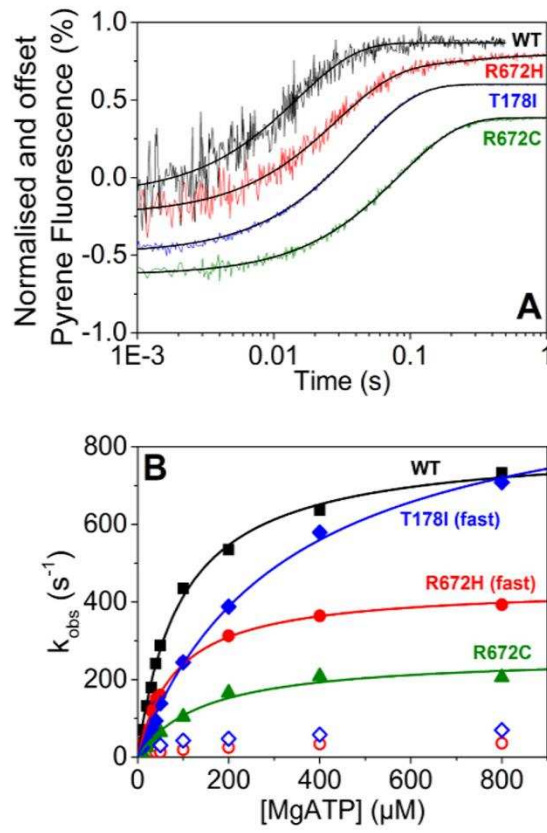 Normalised and offset
Pyrene Fluorescence (%)
1.0
0.5
0.0
-0.5
-1.0
WT
R672H
T178I
R672C
A
1E-3
0.01
0.1
1
Time (s)
B
k_obs (s⁻¹)
800
600
400
200
0
WT
T178I (fast)
R672H (fast)
R672C
0
200
400
600
800
[MgATP] (µM)